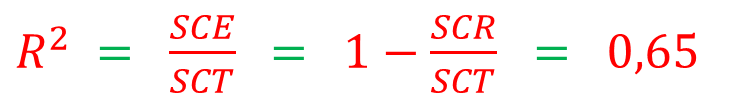 R² = SCE/SCT = 1 − SCR/SCT = 0,65